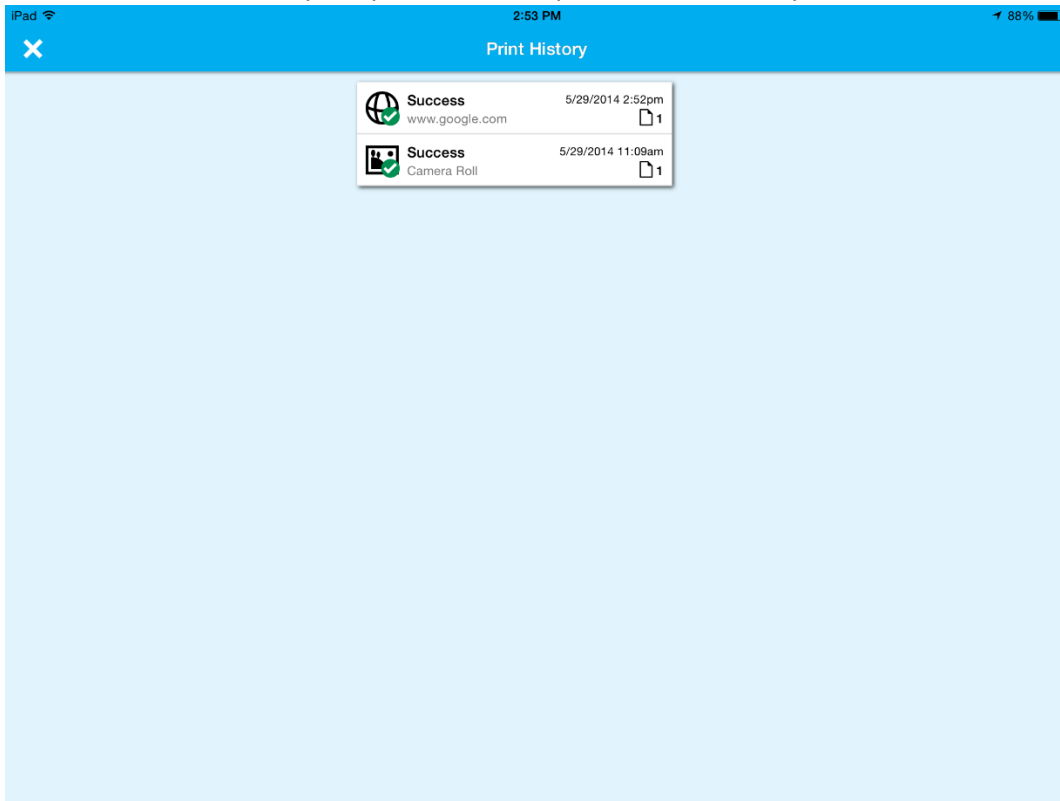 iPad 2:53 PM 88%
Print History
Success 5/29/2014 2:52pm
www.google.com 1
Success 5/29/2014 11:09am
Camera Roll 1